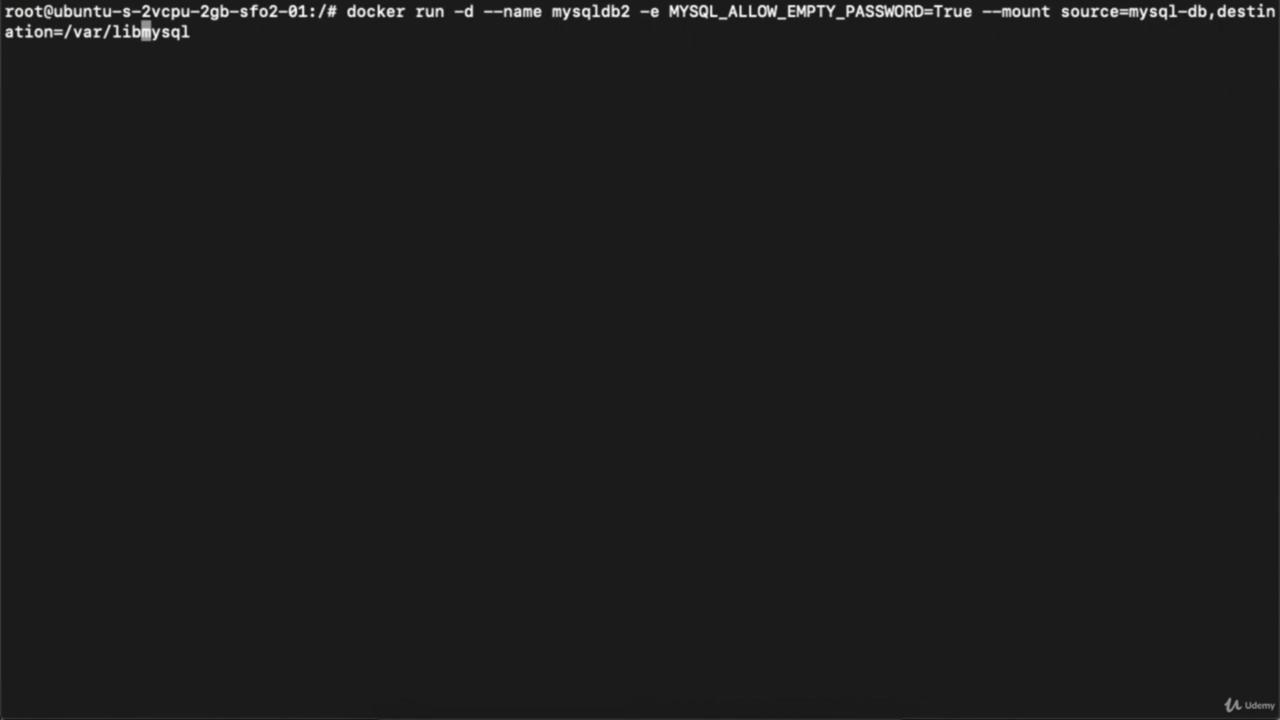 root@ubuntu-s-2vcpu-2gb-sfo2-01:/# docker run -d --name mysqldb2 -e MYSQL_ALLOW_EMPTY_PASSWORD=True --mount source=mysql-db,destin
ation=/var/libmysql
Udemy